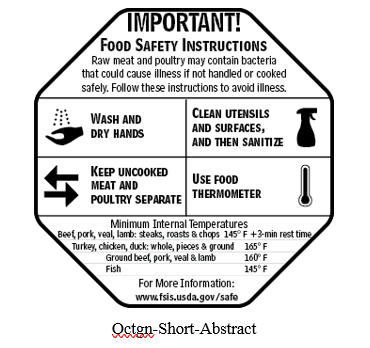 IMPORTANT!
FOOD SAFETY INSTRUCTIONS
Raw meat and poultry may contain bacteria
that could cause illness if not handled or cooked
safely. Follow these instructions to avoid illness.
WASH AND
DRY HANDS
CLEAN UTENSILS
AND SURFACES,
AND THEN SANITIZE
KEEP UNCOOKED
MEAT AND
POULTRY SEPARATE
USE FOOD
THERMOMETER
Minimum Internal Temperatures
Beef, pork, veal, lamb: steaks, roasts & chops 145° F +3-min rest time
Turkey, chicken, duck: whole, pieces & ground 165° F
Ground beef, pork, veal & lamb 160° F
Fish 145° F
For More Information:
www.fsis.usda.gov/safe
Octgn-Short-Abstract